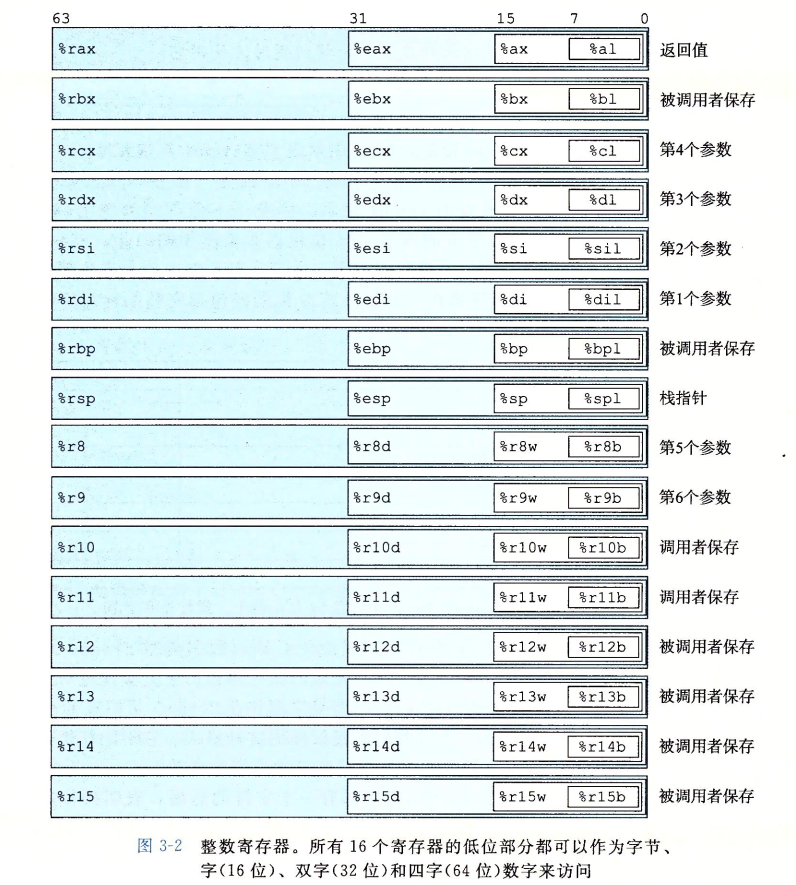 63 31 15 7 0
%rax %eax %ax %al 返回值
%rbx %ebx %bx %bl 被调用者保存
%rcx %ecx %cx %cl 第4个参数
%rdx %edx %dx %dl 第3个参数
%rsi %esi %si %sil 第2个参数
%rdi %edi %di %dil 第1个参数
%rbp %ebp %bp %bpl 被调用者保存
%rsp %esp %sp %spl 栈指针
%r8 %r8d %r8w %r8b 第5个参数
%r9 %r9d %r9w %r9b 第6个参数
%r10 %r10d %r10w %r10b 调用者保存
%r11 %r11d %r11w %r11b 调用者保存
%r12 %r12d %r12w %r12b 被调用者保存
%r13 %r13d %r13w %r13b 被调用者保存
%r14 %r14d %r14w %r14b 被调用者保存
%r15 %r15d %r15w %r15b 被调用者保存
图 3-2 整数寄存器。所有 16 个寄存器的低位部分都可以作为字节、
字(16 位)、双字(32 位)和四字(64 位)数字来访问